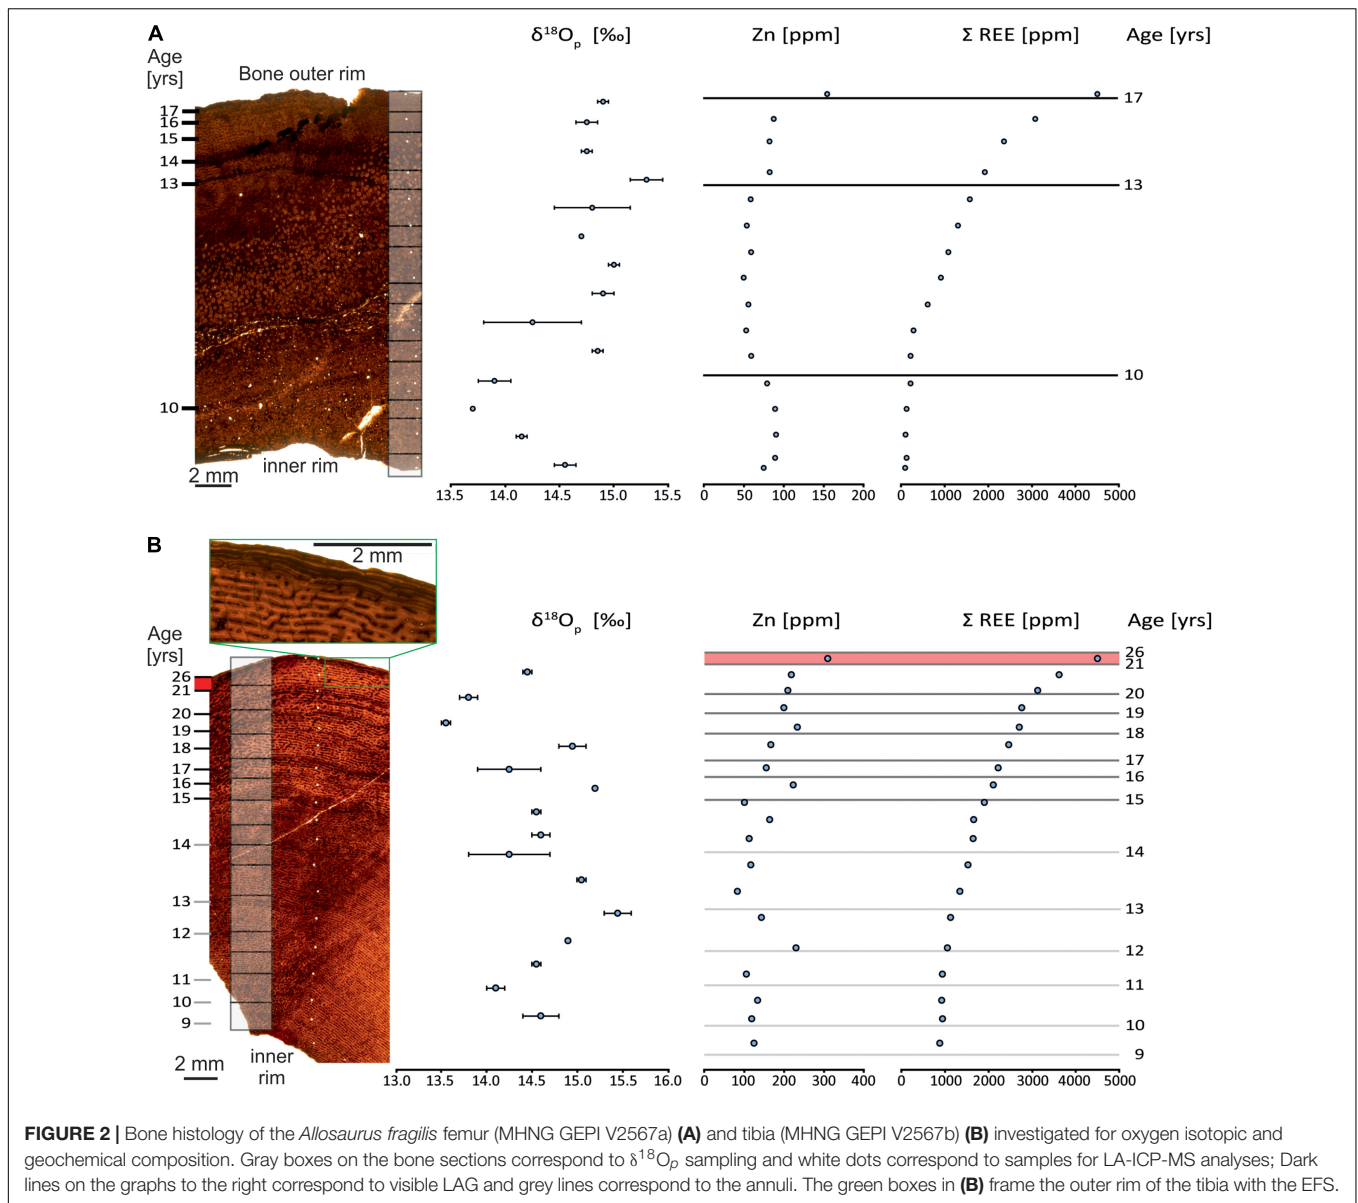 A
Age
[yrs]
Bone outer rim
δ18Op [‰]
Zn [ppm]
Σ REE [ppm]
Age [yrs]
17
16
15
14
13
10
inner rim
2 mm
17
13
10
13.5 14.0 14.5 15.0 15.5
0 50 100 150 200
0 1000 2000 3000 4000 5000
B
2 mm
Age
[yrs]
δ18Op [‰]
Zn [ppm]
Σ REE [ppm]
Age [yrs]
26
21
20
19
18
17
16
15
14
13
12
11
10
9
inner
rim
2 mm
26
21
20
19
18
17
16
15
14
13
12
11
10
9
13.0 13.5 14.0 14.5 15.0 15.5 16.0
0 100 200 300 400
0 1000 2000 3000 4000 5000
FIGURE 2 | Bone histology of the Allosaurus fragilis femur (MHNG GEPI V2567a) (A) and tibia (MHNG GEPI V2567b) (B) investigated for oxygen isotopic and
geochemical composition. Gray boxes on the bone sections correspond to δ18Op sampling and white dots correspond to samples for LA-ICP-MS analyses; Dark
lines on the graphs to the right correspond to visible LAG and grey lines correspond to the annuli. The green boxes in (B) frame the outer rim of the tibia with the EFS.